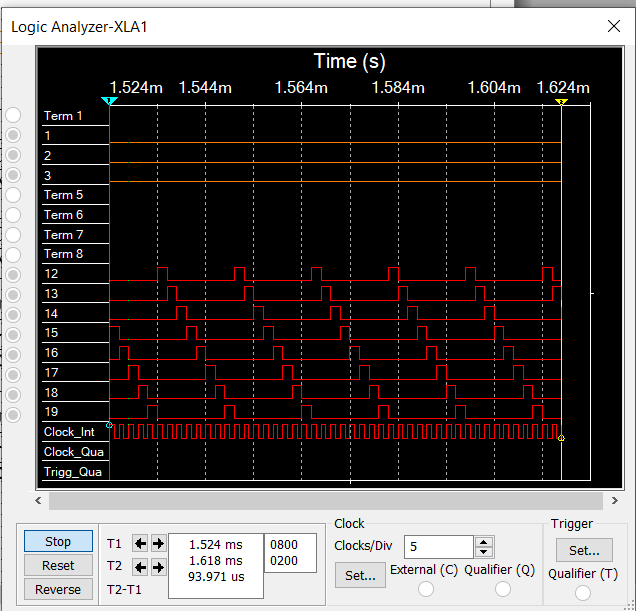 Logic Analyzer-XLA1
Time (s)
1.524m 1.544m 1.564m 1.584m 1.604m 1.624m
Term 1
1
2
3
Term 5
Term 6
Term 7
Term 8
12
13
14
15
16
17
18
19
Clock_Int
Clock_Qua
Trigg_Qua
Stop
Reset
Reverse
T1 1.524 ms 0800
T2 1.618 ms 0200
T2-T1 93.971 us
Clock
Clocks/Div 5
Set...
External (C) Qualifier (Q)
Trigger
Set...
Qualifier (T)